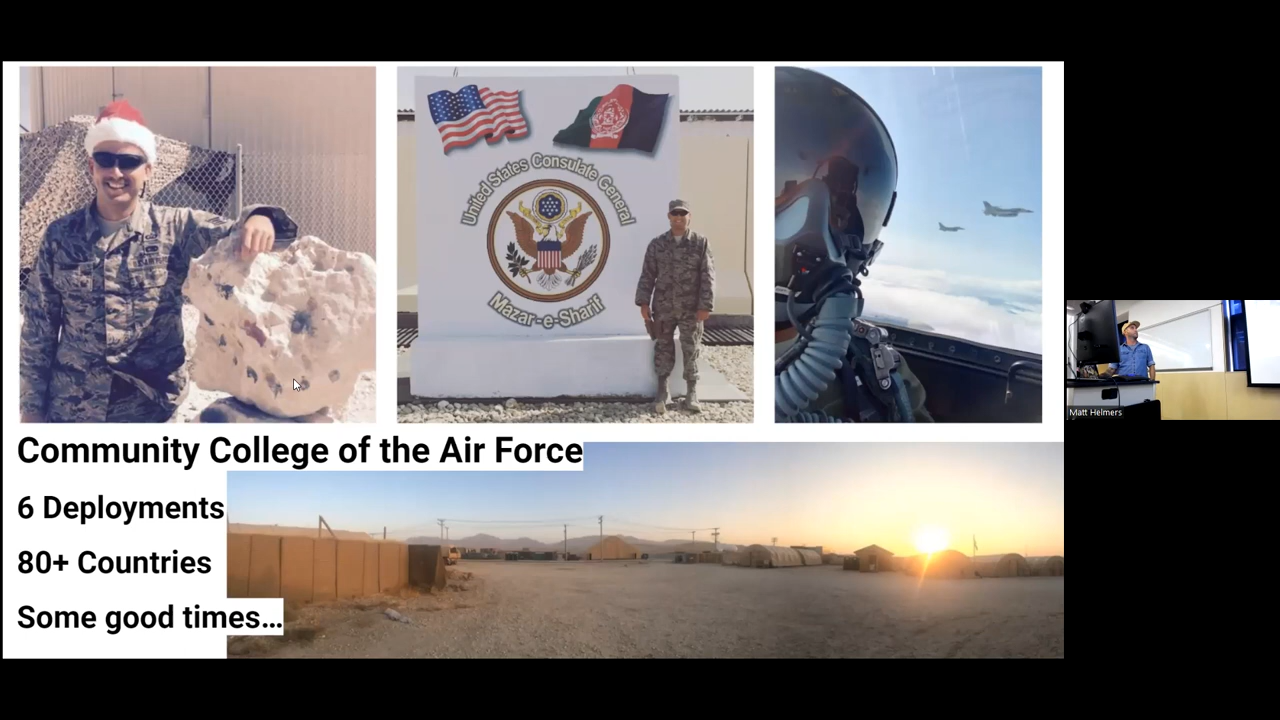 United States Consulate General
Mazar-e-Sharif
Community College of the Air Force
6 Deployments
80+ Countries
Some good times…
Matt Helmers